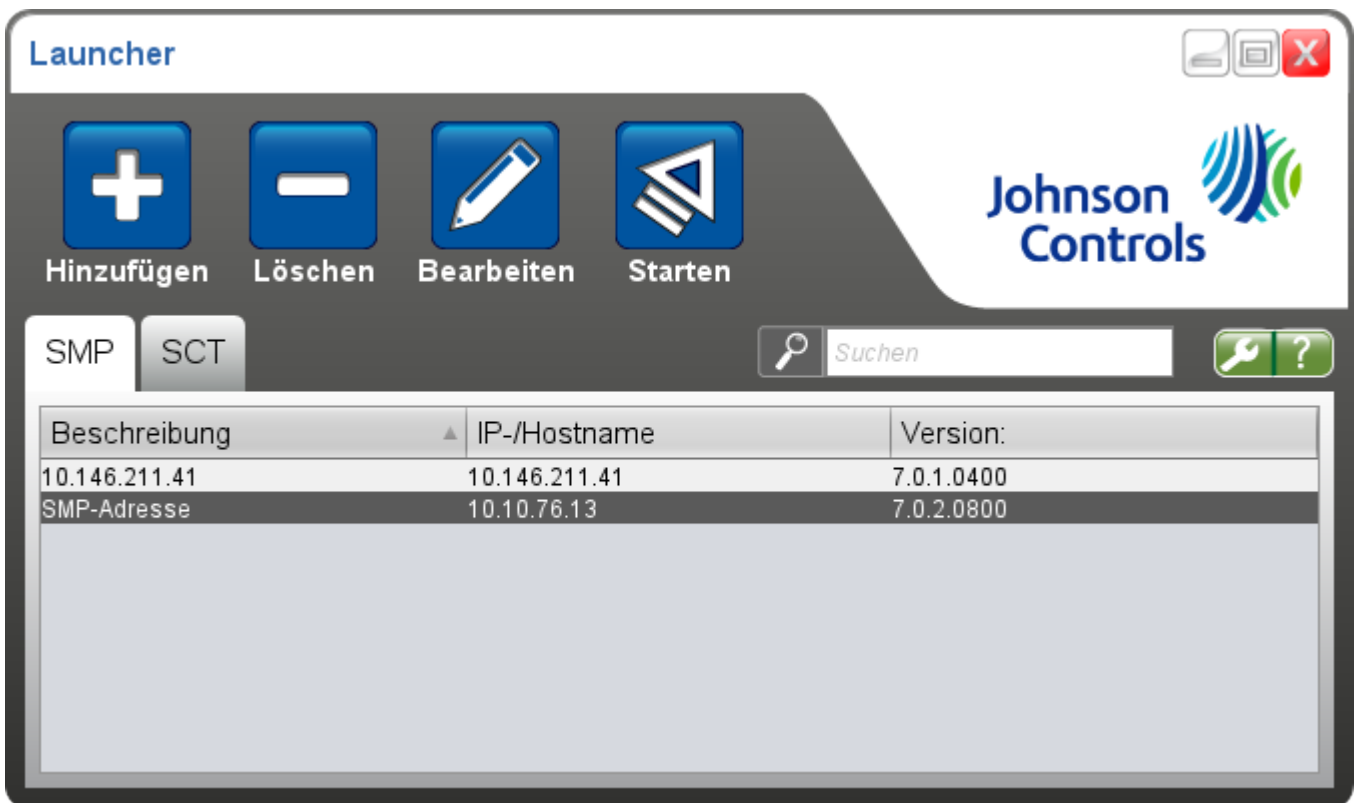 Launcher
Johnson
Controls
Hinzufügen Löschen Bearbeiten Starten
SMP SCT Suchen ?
Beschreibung IP-/Hostname Version:
10.146.211.41 10.146.211.41 7.0.1.0400
SMP-Adresse 10.10.76.13 7.0.2.0800